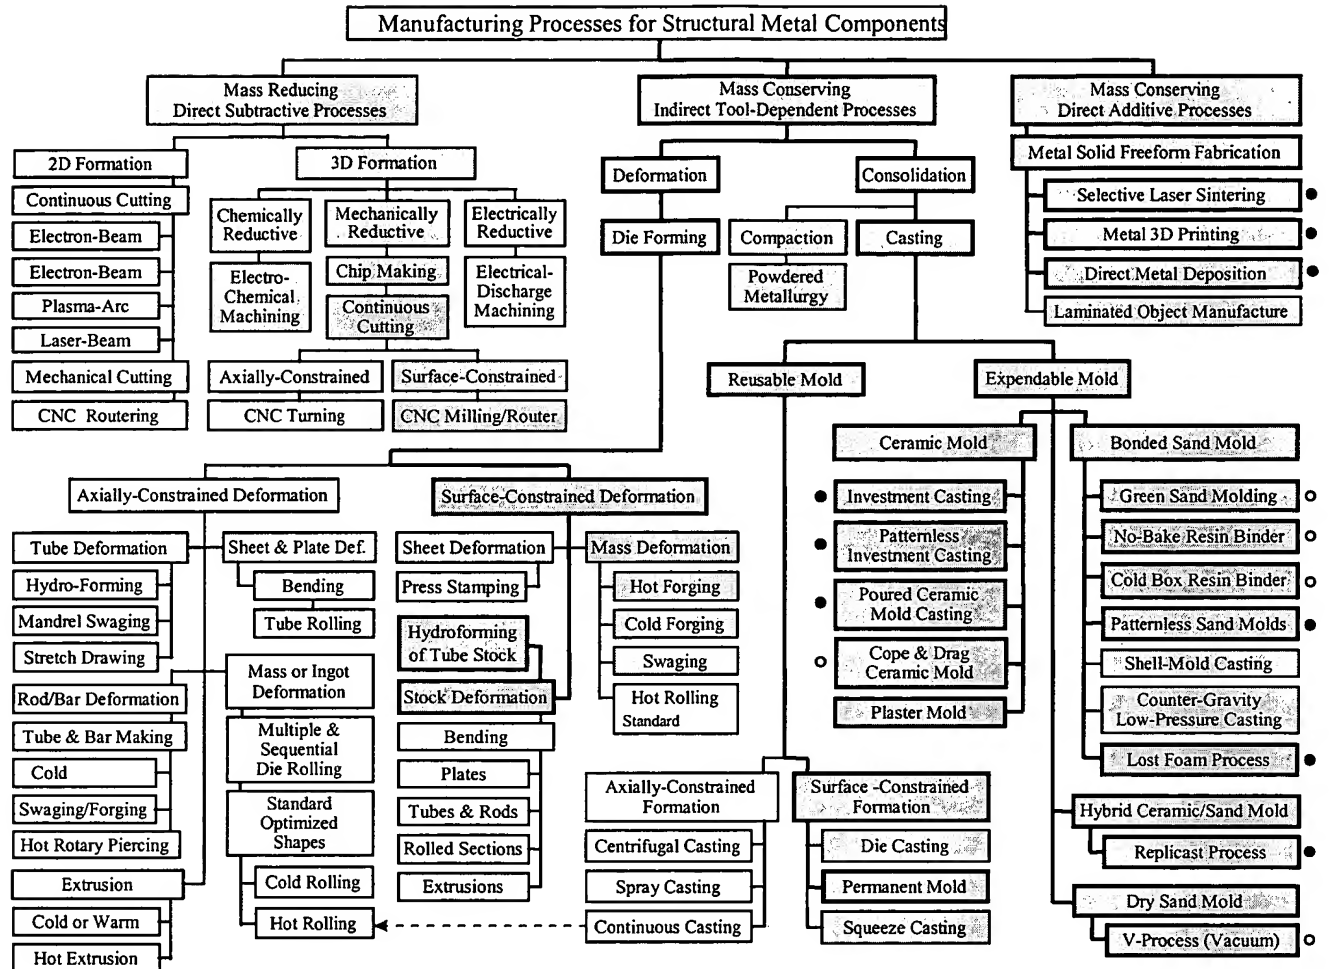 Manufacturing Processes for Structural Metal Components
Mass Reducing
Direct Subtractive Processes
Mass Conserving
Indirect Tool-Dependent Processes
Mass Conserving
Direct Additive Processes
2D Formation
Continuous Cutting
Electron-Beam
Electron-Beam
Plasma-Arc
Laser-Beam
Mechanical Cutting
CNC Routering
3D Formation
Chemically
Reductive
Electro-
Chemical
Machining
Mechanically
Reductive
Chip Making
Continuous
Cutting
Electrically
Reductive
Electrical-
Discharge
Machining
Axially-Constrained
CNC Turning
Surface-Constrained
CNC Milling/Router
Deformation
Die Forming
Consolidation
Compaction
Powdered
Metallurgy
Casting
Metal Solid Freeform Fabrication
Selective Laser Sintering
Metal 3D Printing
Direct Metal Deposition
Laminated Object Manufacture
Reusable Mold
Expendable Mold
Ceramic Mold
Investment Casting
Patternless
Investment Casting
Poured Ceramic
Mold Casting
Cope & Drag
Ceramic Mold
Plaster Mold
Bonded Sand Mold
Green Sand Molding
No-Bake Resin Binder
Cold Box Resin Binder
Patternless Sand Molds
Shell-Mold Casting
Counter-Gravity
Low-Pressure Casting
Lost Foam Process
Hybrid Ceramic/Sand Mold
Replicast Process
Dry Sand Mold
V-Process (Vacuum)
Axially-Constrained Deformation
Tube Deformation
Hydro-Forming
Mandrel Swaging
Stretch Drawing
Rod/Bar Deformation
Tube & Bar Making
Cold
Swaging/Forging
Hot Rotary Piercing
Extrusion
Cold or Warm
Hot Extrusion
Sheet & Plate Def.
Bending
Tube Rolling
Mass or Ingot
Deformation
Multiple &
Sequential
Die Rolling
Standard
Optimized
Shapes
Cold Rolling
Hot Rolling
Surface-Constrained Deformation
Sheet Deformation
Press Stamping
Hydroforming
of Tube Stock
Stock Deformation
Bending
Plates
Tubes & Rods
Rolled Sections
Extrusions
Mass Deformation
Hot Forging
Cold Forging
Swaging
Hot Rolling
Standard
Axially-Constrained
Formation
Centrifugal Casting
Spray Casting
Continuous Casting
Surface -Constrained
Formation
Die Casting
Permanent Mold
Squeeze Casting